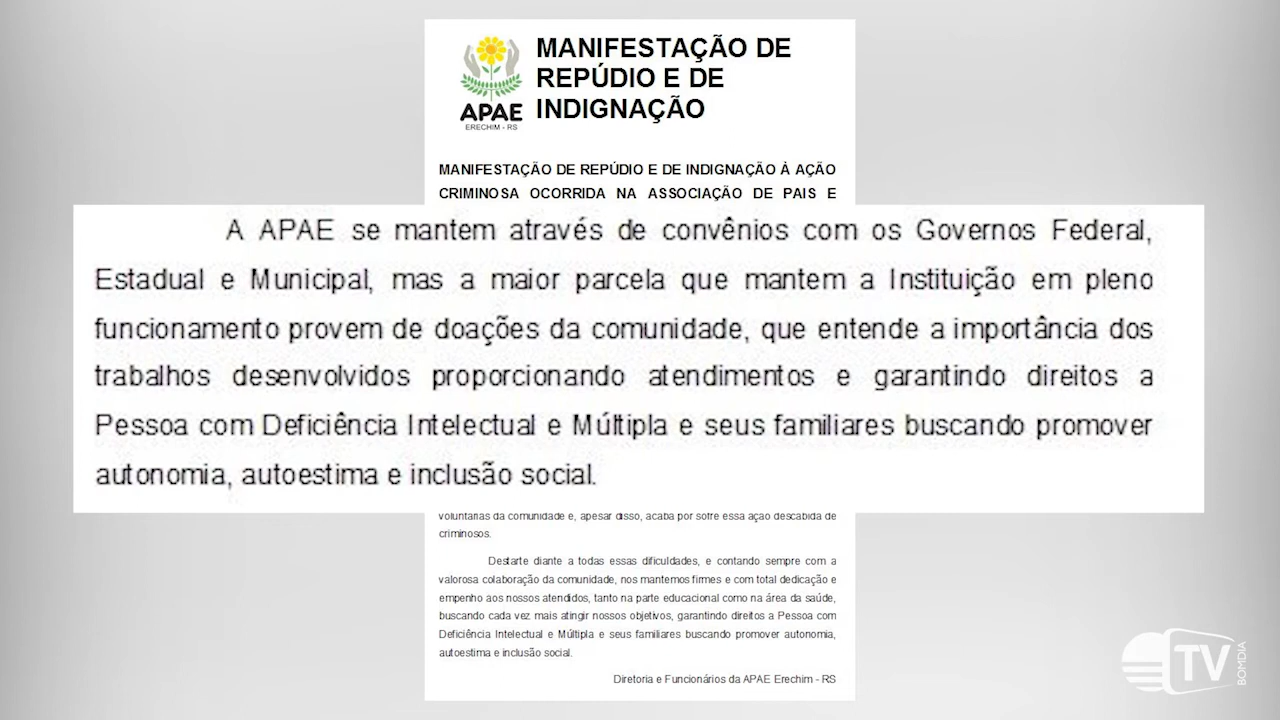 MANIFESTAÇÃO DE
REPÚDIO E DE
INDIGNAÇÃO
APAE
ERECHIM - RS
MANIFESTAÇÃO DE REPÚDIO E DE INDIGNAÇÃO À AÇÃO
CRIMINOSA OCORRIDA NA ASSOCIAÇÃO DE PAIS E
A APAE se mantem através de convênios com os Governos Federal,
Estadual e Municipal, mas a maior parcela que mantem a Instituição em pleno
funcionamento provem de doações da comunidade, que entende a importância dos
trabalhos desenvolvidos proporcionando atendimentos e garantindo direitos a
Pessoa com Deficiência Intelectual e Múltipla e seus familiares buscando promover
autonomia, autoestima e inclusão social.
voluntárias da comunidade e, apesar disso, acaba por sofre essa ação descabida de
criminosos.
Destarte diante a todas essas dificuldades, e contando sempre com a
valorosa colaboração da comunidade, nos mantemos firmes e com total dedicação e
empenho aos nossos atendidos, tanto na parte educacional como na área da saúde,
buscando cada vez mais atingir nossos objetivos, garantindo direitos a Pessoa com
Deficiência Intelectual e Múltipla e seus familiares buscando promover autonomia,
autoestima e inclusão social.
Diretoria e Funcionários da APAE Erechim - RS
TV
BOMDIA